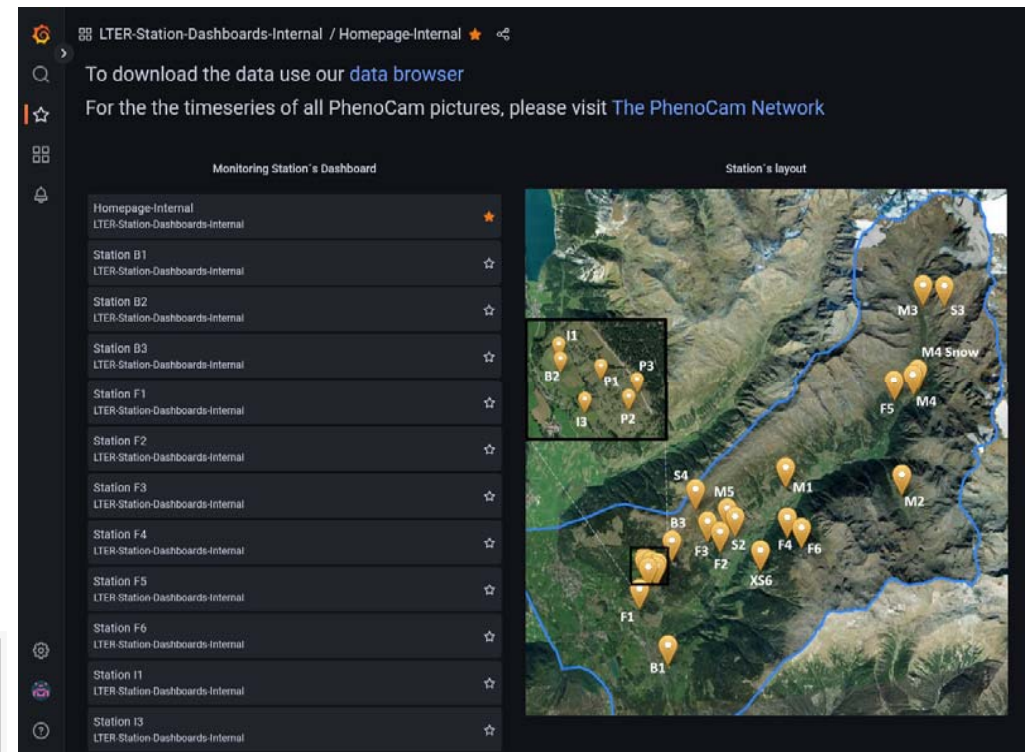 LTER-Station-Dashboards-Internal / Homepage-Internal
To download the data use our data browser
For the the timeseries of all PhenoCam pictures, please visit The PhenoCam Network
Monitoring Station`s Dashboard
Homepage-Internal
LTER-Station-Dashboards-Internal
Station B1
LTER-Station-Dashboards-Internal
Station B2
LTER-Station-Dashboards-Internal
Station B3
LTER-Station-Dashboards-Internal
Station F1
LTER-Station-Dashboards-Internal
Station F2
LTER-Station-Dashboards-Internal
Station F3
LTER-Station-Dashboards-Internal
Station F4
LTER-Station-Dashboards-Internal
Station F5
LTER-Station-Dashboards-Internal
Station F6
LTER-Station-Dashboards-Internal
Station I1
LTER-Station-Dashboards-Internal
Station I3
LTER-Station-Dashboards-Internal
Station`s layout
M3 S3
I1
M4 Snow
B2 P1 P3
F5 M4
I3 P2
S4 M1
M5 M2
B3
F3 S2 F4 F6
F2
XS6
F1
B1